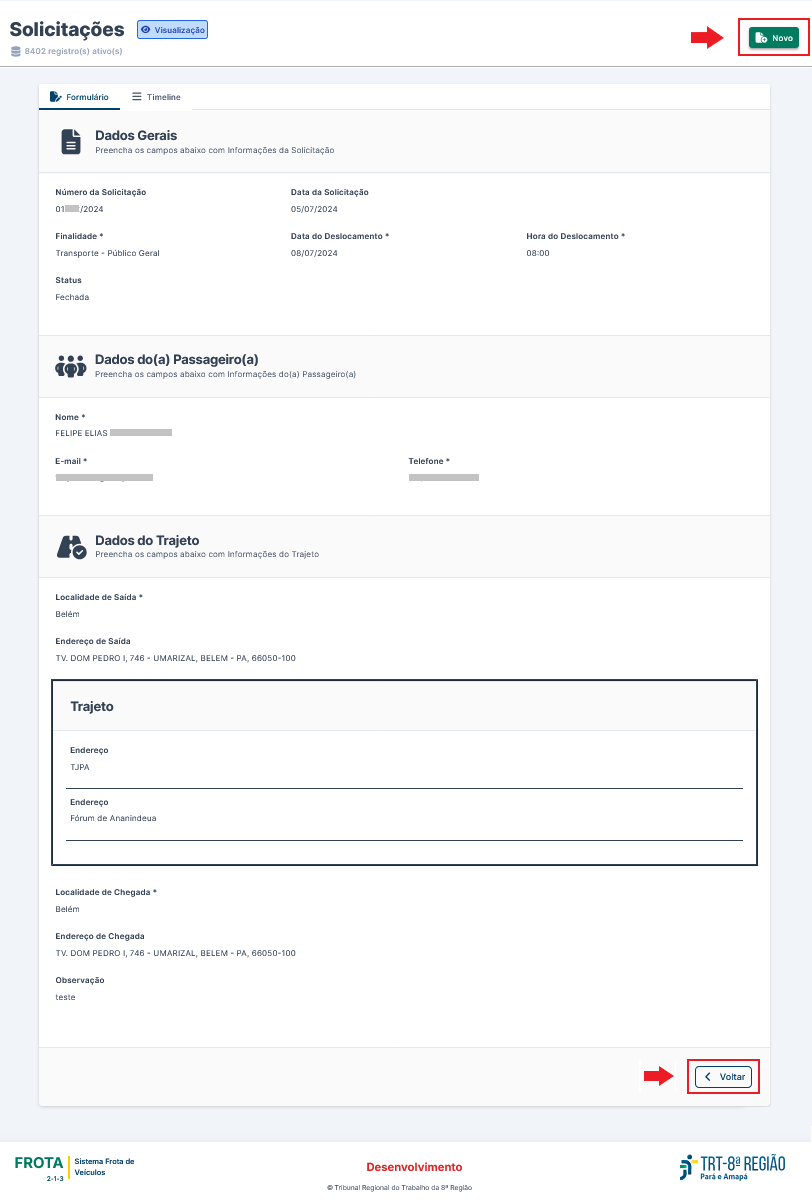 Solicitações
Visualização
8402 registro(s) ativo(s)
Novo
Formulário
Timeline
Dados Gerais
Preencha os campos abaixo com Informações da Solicitação
Número da Solicitação
Data da Solicitação
01 /2024
05/07/2024
Finalidade *
Data do Deslocamento *
Hora do Deslocamento *
Transporte - Público Geral
08/07/2024
08:00
Status
Fechada
Dados do(a) Passageiro(a)
Preencha os campos abaixo com Informações do(a) Passageiro(a)
Nome *
FELIPE ELIAS
E-mail *
Telefone *
Dados do Trajeto
Preencha os campos abaixo com Informações do Trajeto
Localidade de Saída *
Belém
Endereço de Saída
TV. DOM PEDRO I, 746 - UMARIZAL, BELEM - PA, 66050-100
Trajeto
Endereço
TJPA
Endereço
Fórum de Ananindeua
Localidade de Chegada *
Belém
Endereço de Chegada
TV. DOM PEDRO I, 746 - UMARIZAL, BELEM - PA, 66050-100
Observação
teste
Voltar
FROTA
2-1-3
Sistema Frota de
Veículos
Desenvolvimento
© Tribunal Regional do Trabalho da 8ª Região
TRT-8ª REGIÃO
Pará e Amapá